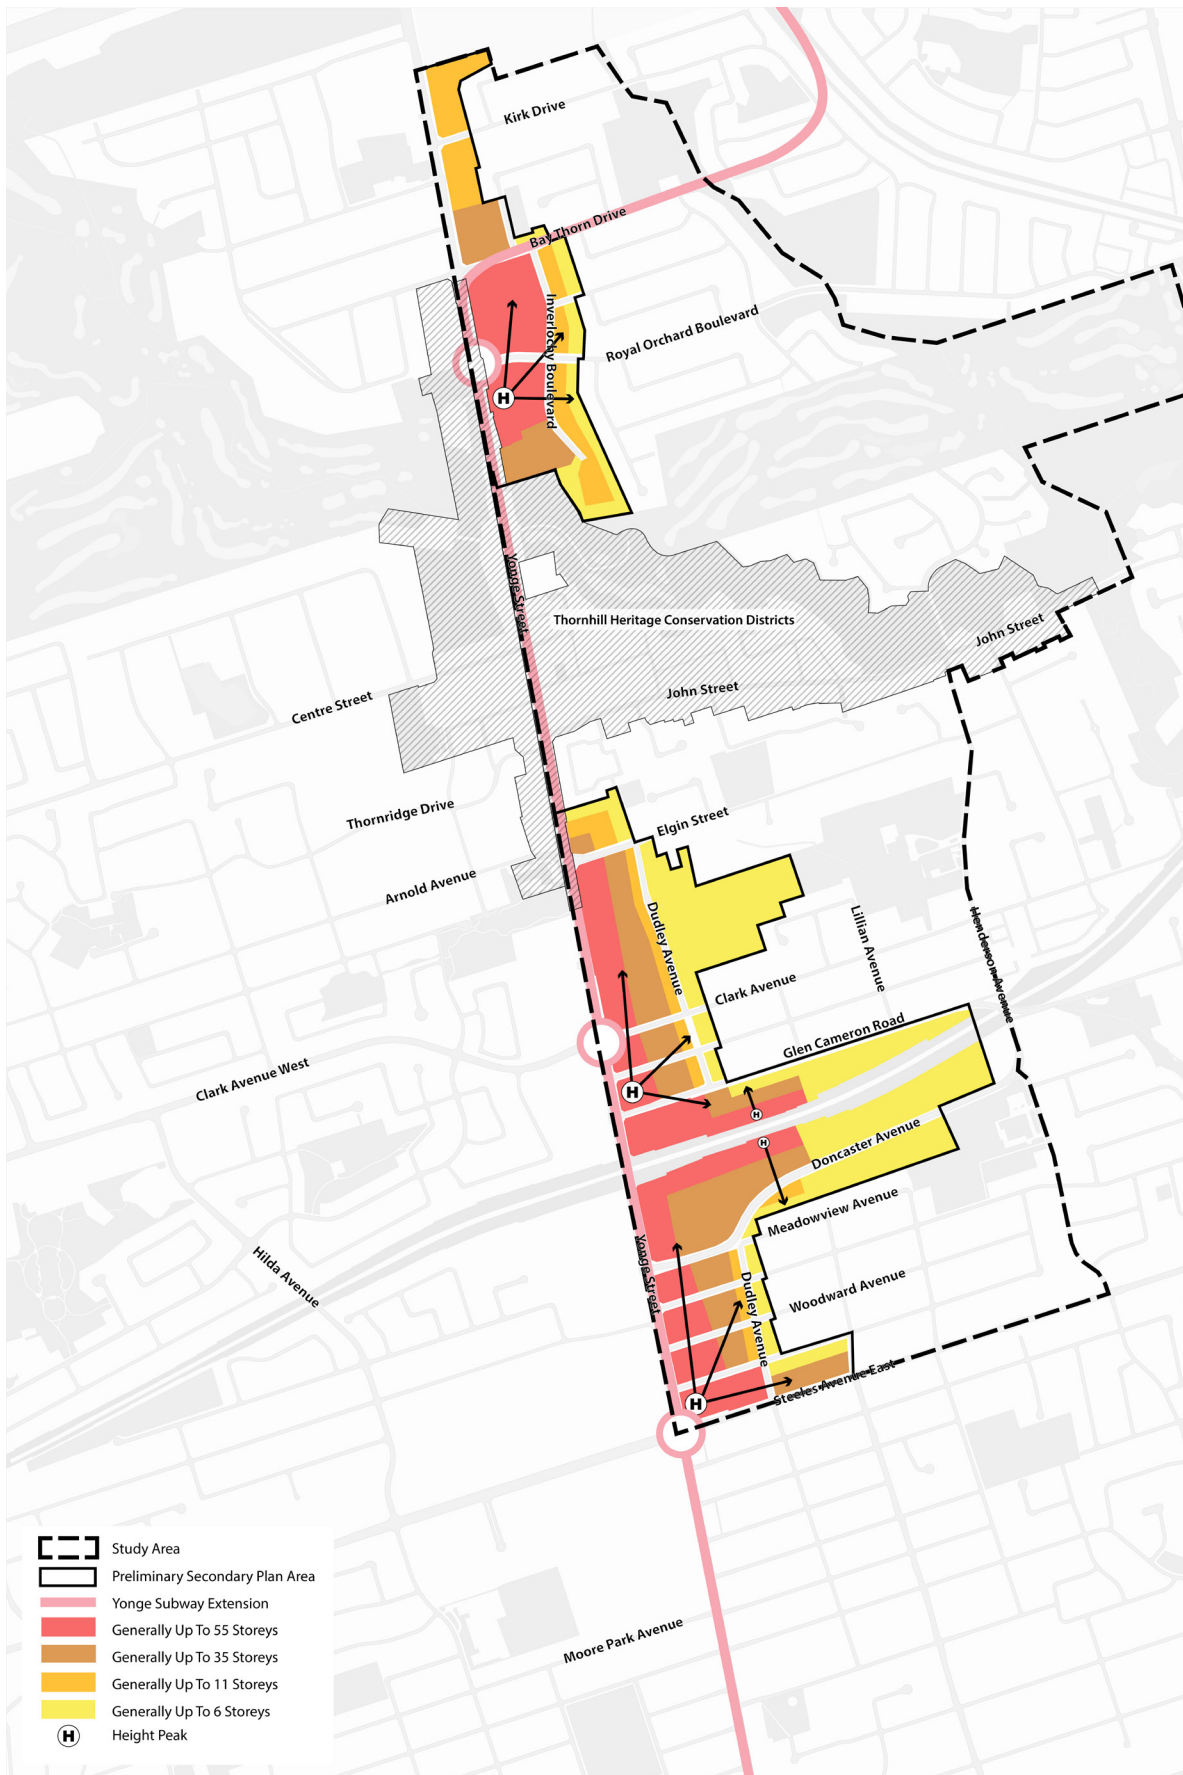 Kirk Drive
Bay Thorn Drive
Inverlochy Boulevard
Royal Orchard Boulevard
H
Yonge Street
Thornhill Heritage Conservation Districts
John Street
John Street
Centre Street
Thornridge Drive
Elgin Street
Arnold Avenue
Dudley Avenue
Lillian Avenue
Henderson Avenue
Clark Avenue
Glen Cameron Road
Clark Avenue West
H
H
H
Doncaster Avenue
Meadowview Avenue
Hilda Avenue
Yonge Street
Dudley Avenue
Woodward Avenue
Steeles Avenue East
H
Study Area
Preliminary Secondary Plan Area
Yonge Subway Extension
Generally Up To 55 Storeys
Generally Up To 35 Storeys
Generally Up To 11 Storeys
Generally Up To 6 Storeys
H Height Peak
Moore Park Avenue